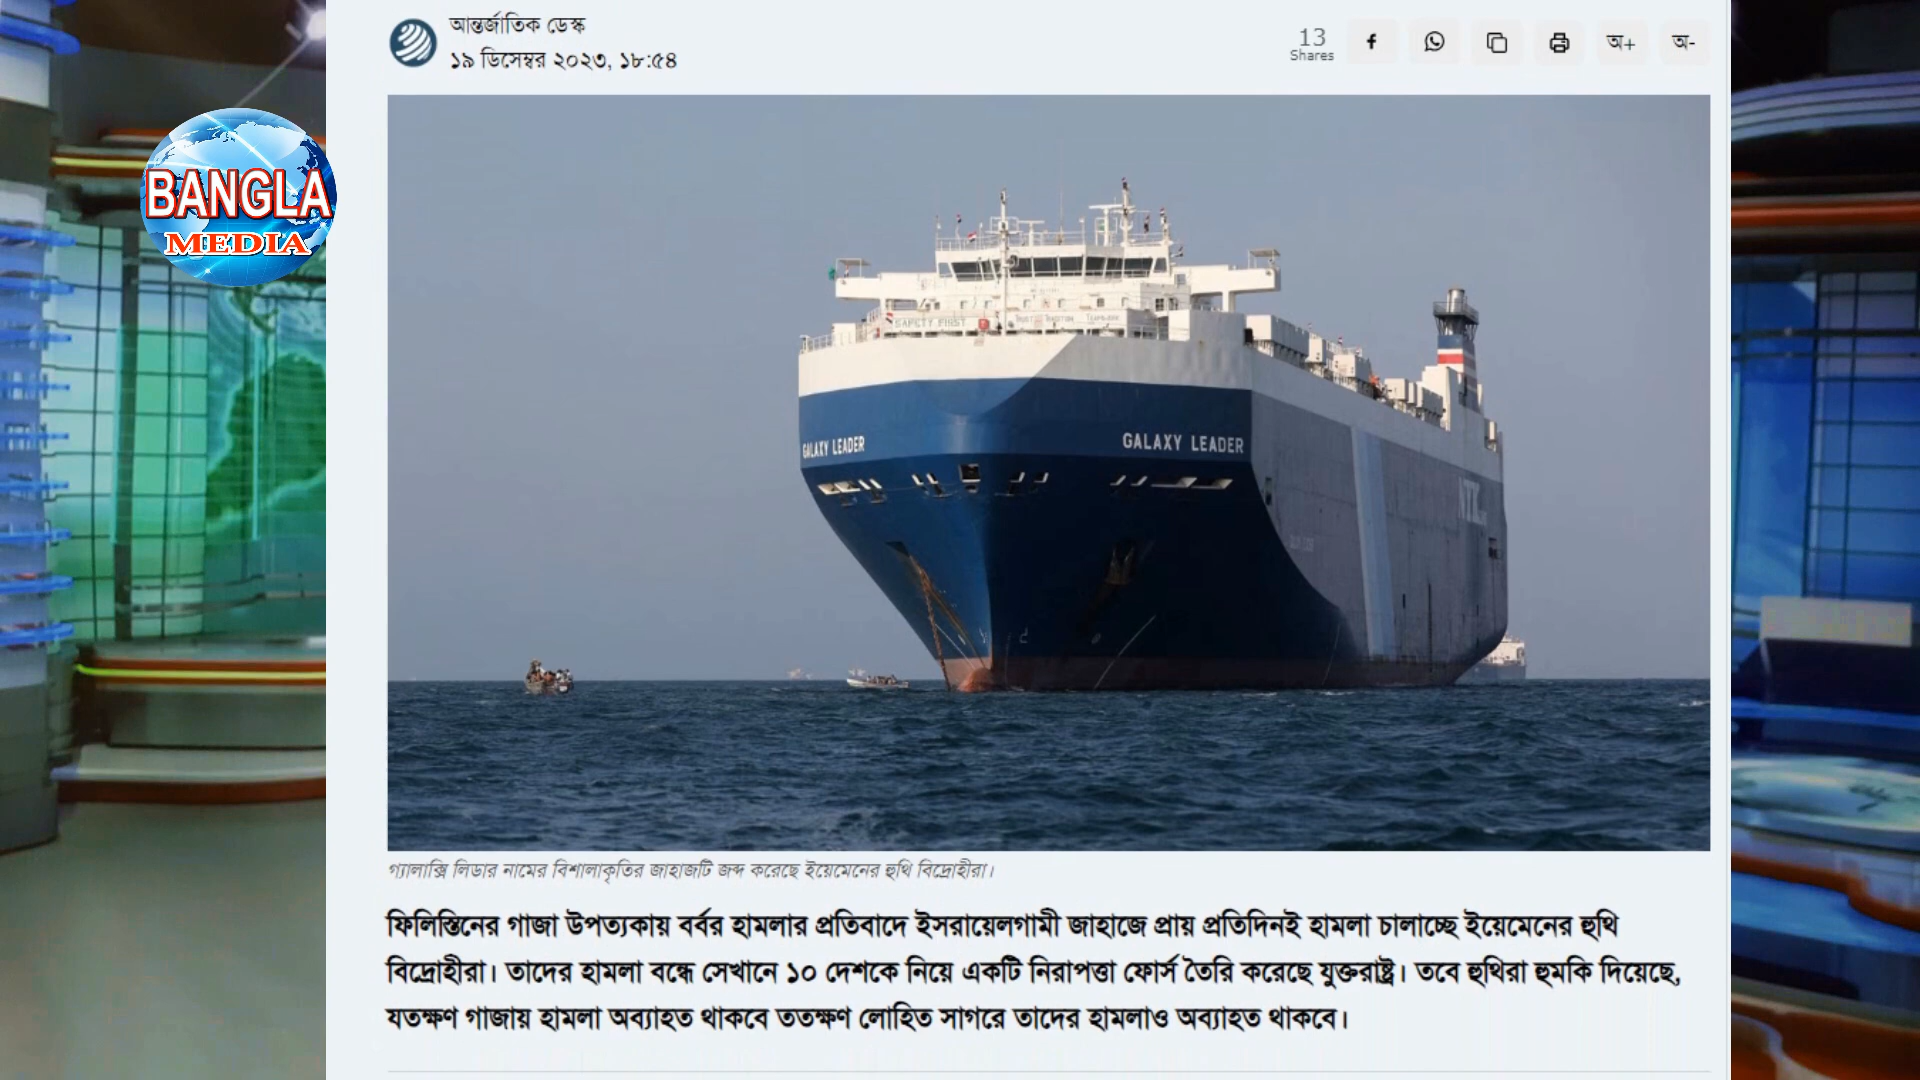 আন্তর্জাতিক ডেস্ক
১৯ ডিসেম্বর ২০২৩, ১৮:৫৪
13
Shares
অ+
অ-
BANGLA
MEDIA
SAFETY FIRST
GALAXY LEADER
GALAXY LEADER
গ্যালাক্সি লিডার নামের বিশালাকৃতির জাহাজটি জব্দ করেছে ইয়েমেনের হুথি বিদ্রোহীরা।
ফিলিস্তিনের গাজা উপত্যকায় বর্বর হামলার প্রতিবাদে ইসরায়েলগামী জাহাজে প্রায় প্রতিদিনই হামলা চালাচ্ছে ইয়েমেনের হুথি
বিদ্রোহীরা। তাদের হামলা বন্ধে সেখানে ১০ দেশকে নিয়ে একটি নিরাপত্তা ফোর্স তৈরি করেছে যুক্তরাষ্ট্র। তবে হুথিরা হুমকি দিয়েছে,
যতক্ষণ গাজায় হামলা অব্যাহত থাকবে ততক্ষণ লোহিত সাগরে তাদের হামলাও অব্যাহত থাকবে।